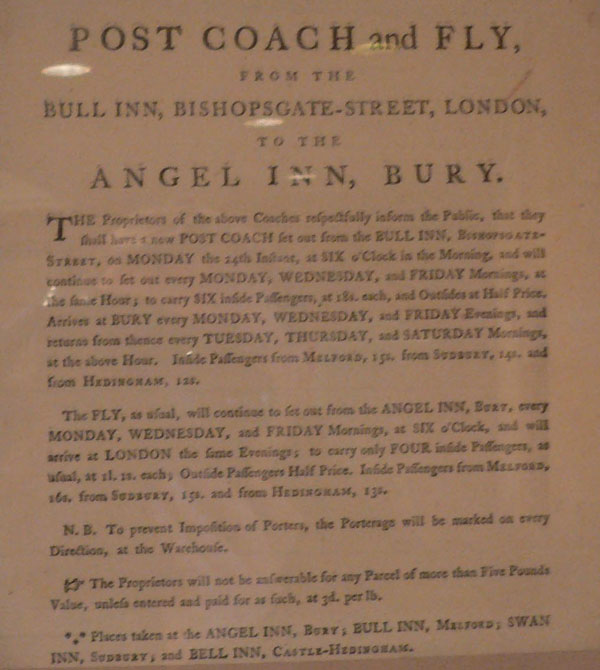 POST COACH and FLY,
FROM THE
BULL INN, BISHOPSGATE-STREET, LONDON,
TO THE
ANGEL INN, BURY.
THE Proprietors of the above Coaches reſpectfully inform the Public, that they
ſhall have a new POST COACH ſet out from the BULL INN, BISHOPSGATE-
STREET, on MONDAY the 24th Inſtant, at SIX o'Clock in the Morning, and will
continue to ſet out every MONDAY, WEDNESDAY, and FRIDAY Mornings, at
the ſame Hour; to carry SIX inſide Paſſengers, at 18s. each, and Outſides at Half Price.
Arrives at BURY every MONDAY, WEDNESDAY, and FRIDAY Evenings, and
returns from thence every TUESDAY, THURSDAY, and SATURDAY Mornings,
at the above Hour. Inſide Paſſengers from MELFORD, 15s. from SUDBURY, 14s. and
from HEDINGHAM, 12s.
The FLY, as uſual, will continue to ſet out from the ANGEL INN, BURY, every
MONDAY, WEDNESDAY, and FRIDAY Mornings, at SIX o'Clock, and will
arrive at LONDON the ſame Evenings; to carry only FOUR inſide Paſſengers, as
uſual, at 1l. 1s. each; Outſide Paſſengers Half Price. Inſide Paſſengers from MELFORD,
16s. from SUDBURY, 15s. and from HEDINGHAM, 13s.
N.B. To prevent Impoſition of Porters, the Porterage will be marked on every
Direction, at the Warehouſe.
☞ The Proprietors will not be anſwerable for any Parcel of more than Five Pounds
Value, unleſs entered and paid for as ſuch, at 3d. per lb.
*⁎* Places taken at the ANGEL INN, BURY; BULL INN, MELFORD; SWAN
INN, SUDBURY; and BELL INN, CASTLE-HEDINGHAM.